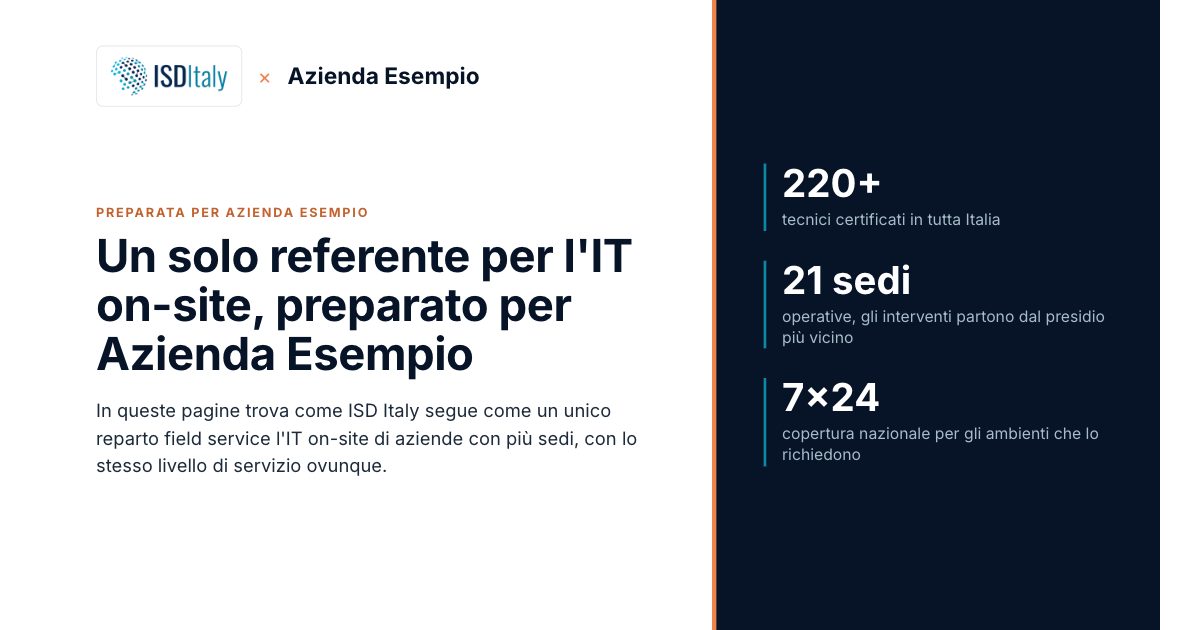 ISDItaly × Azienda Esempio
PREPARATA PER AZIENDA ESEMPIO
Un solo referente per l'IT
on-site, preparato per
Azienda Esempio
In queste pagine trova come ISD Italy segue come un unico
reparto field service l'IT on-site di aziende con più sedi, con lo
stesso livello di servizio ovunque.
220+
tecnici certificati in tutta Italia
21 sedi
operative, gli interventi partono dal presidio
più vicino
7×24
copertura nazionale per gli ambienti che lo
richiedono